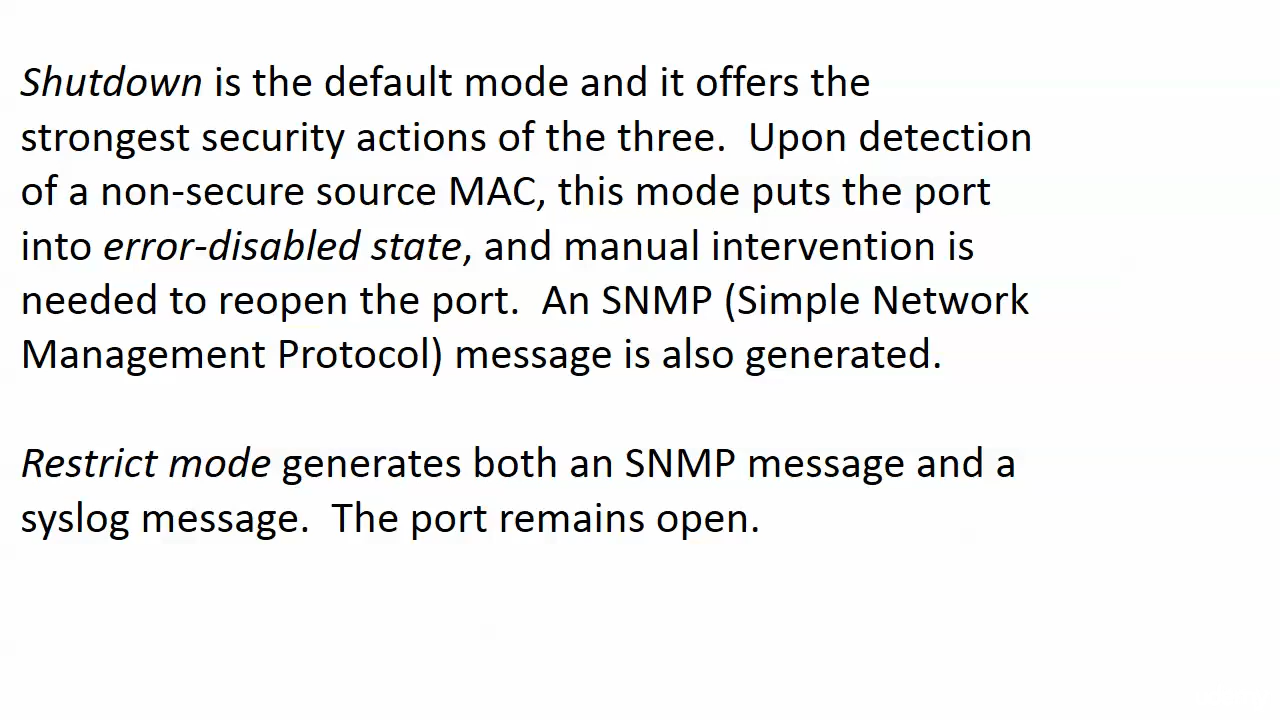 Shutdown is the default mode and it offers the
strongest security actions of the three.  Upon detection
of a non-secure source MAC, this mode puts the port
into error-disabled state, and manual intervention is
needed to reopen the port.  An SNMP (Simple Network
Management Protocol) message is also generated.
Restrict mode generates both an SNMP message and a
syslog message.  The port remains open.